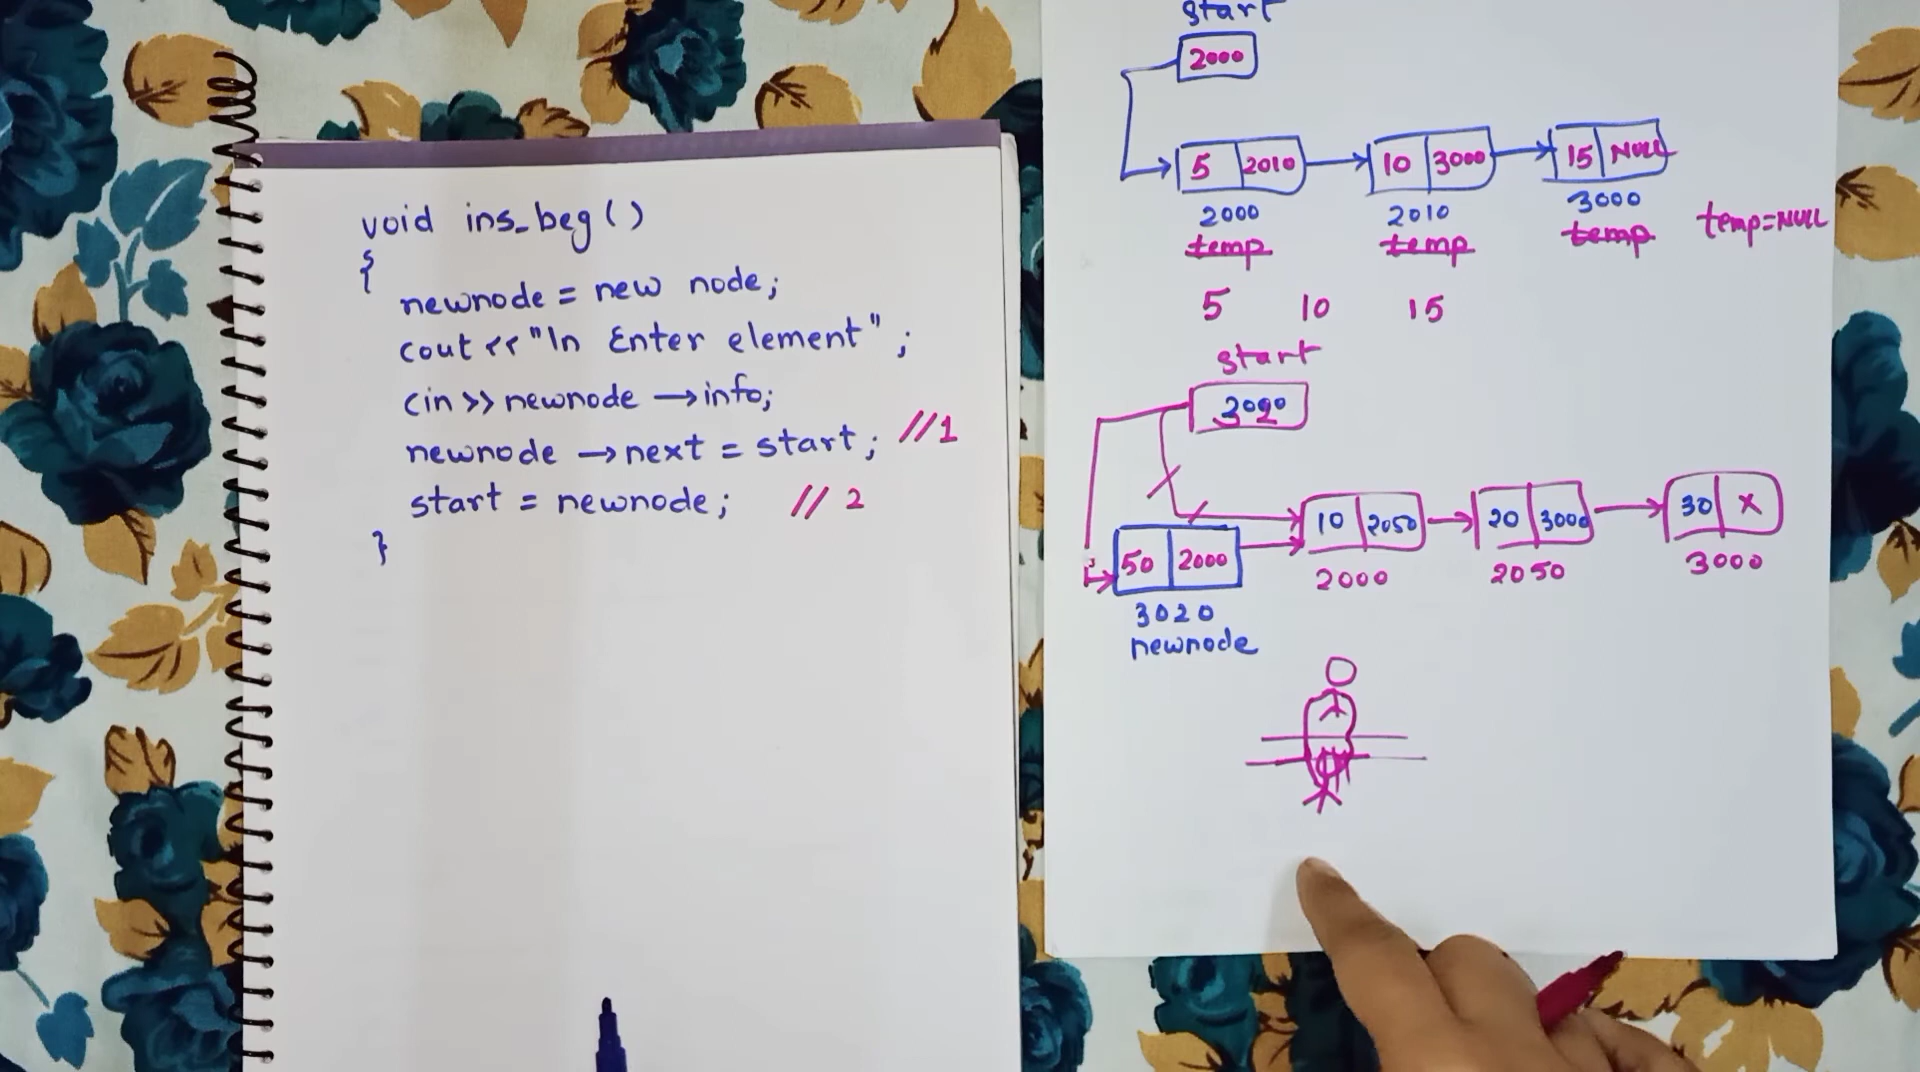 void ins_beg()
{
newnode = new node;
cout << "\n Enter element";
cin >> newnode → info;
newnode → next = start; //1
start = newnode; // 2
}
start
2000
5 2010 10 3000 15 NULL
2000 2010 3000
temp temp temp temp=NULL
5 10 15
start
3020
50 2000 10 2050 20 3000 30 X
3020 2000 2050 3000
newnode